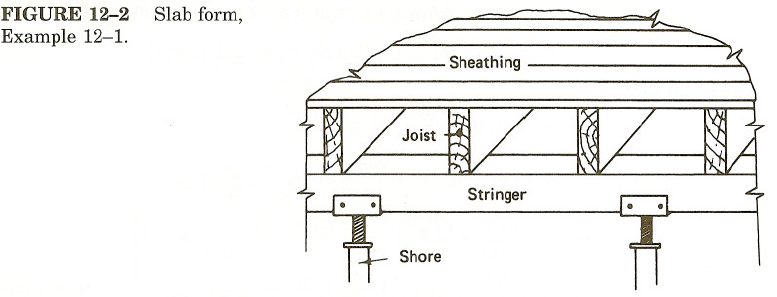 FIGURE 12–2 Slab form,
Example 12–1.
Sheathing
Joist
Stringer
Shore